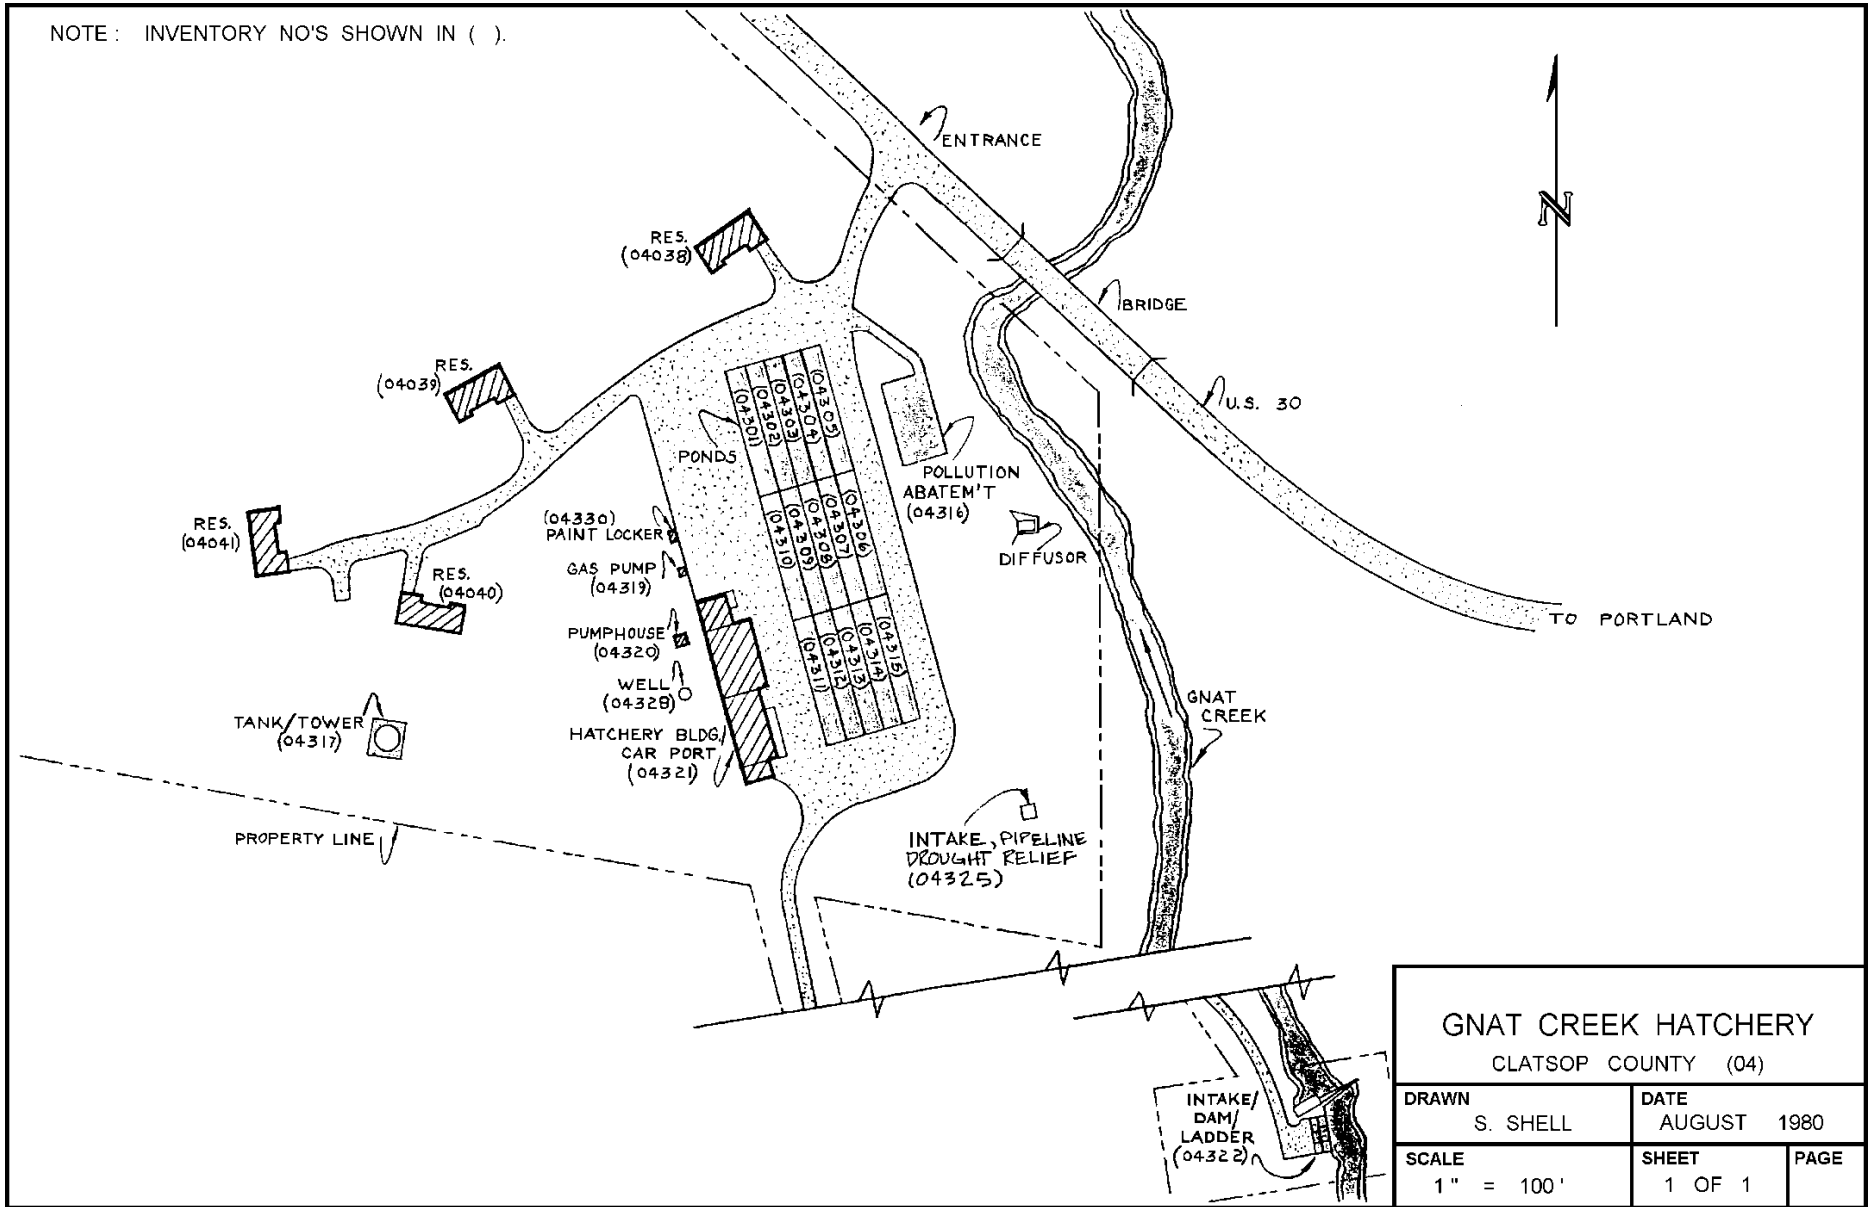 NOTE : INVENTORY NO'S SHOWN IN ( ).
ENTRANCE
N
RES.
(04038)
BRIDGE
RES.
(04039)
U.S. 30
(04301)
(04302)
(04303)
(04304)
(04305)
PONDS
POLLUTION
ABATEM'T
(04316)
(04310)
(04309)
(04308)
(04307)
(04306)
RES.
(04041)
(04330)
PAINT LOCKER
DIFFUSOR
GAS PUMP
(04319)
RES.
(04040)
TO PORTLAND
PUMPHOUSE
(04320)
(04311)
(04312)
(04313)
(04314)
(04315)
WELL
(04328)
GNAT
CREEK
TANK/TOWER
(04317)
HATCHERY BLDG./
CAR PORT
(04321)
PROPERTY LINE
INTAKE, PIPELINE
DROUGHT RELIEF
(04325)
INTAKE/
DAM/
LADDER
(04322)
GNAT CREEK HATCHERY
CLATSOP COUNTY (04)
DRAWN
S. SHELL
DATE
AUGUST 1980
SCALE
1" = 100'
SHEET
1 OF 1
PAGE